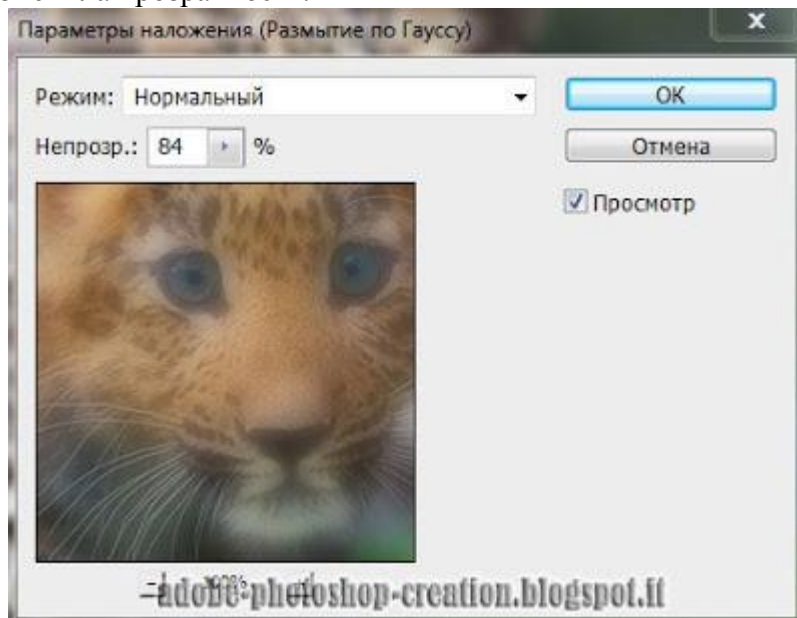 Параметры наложения (Размытие по Гауссу)
Режим: Нормальный
OK
Непрозр.: 84 %
Отмена
Просмотр
adobe-photoshop-creation.blogspot.it